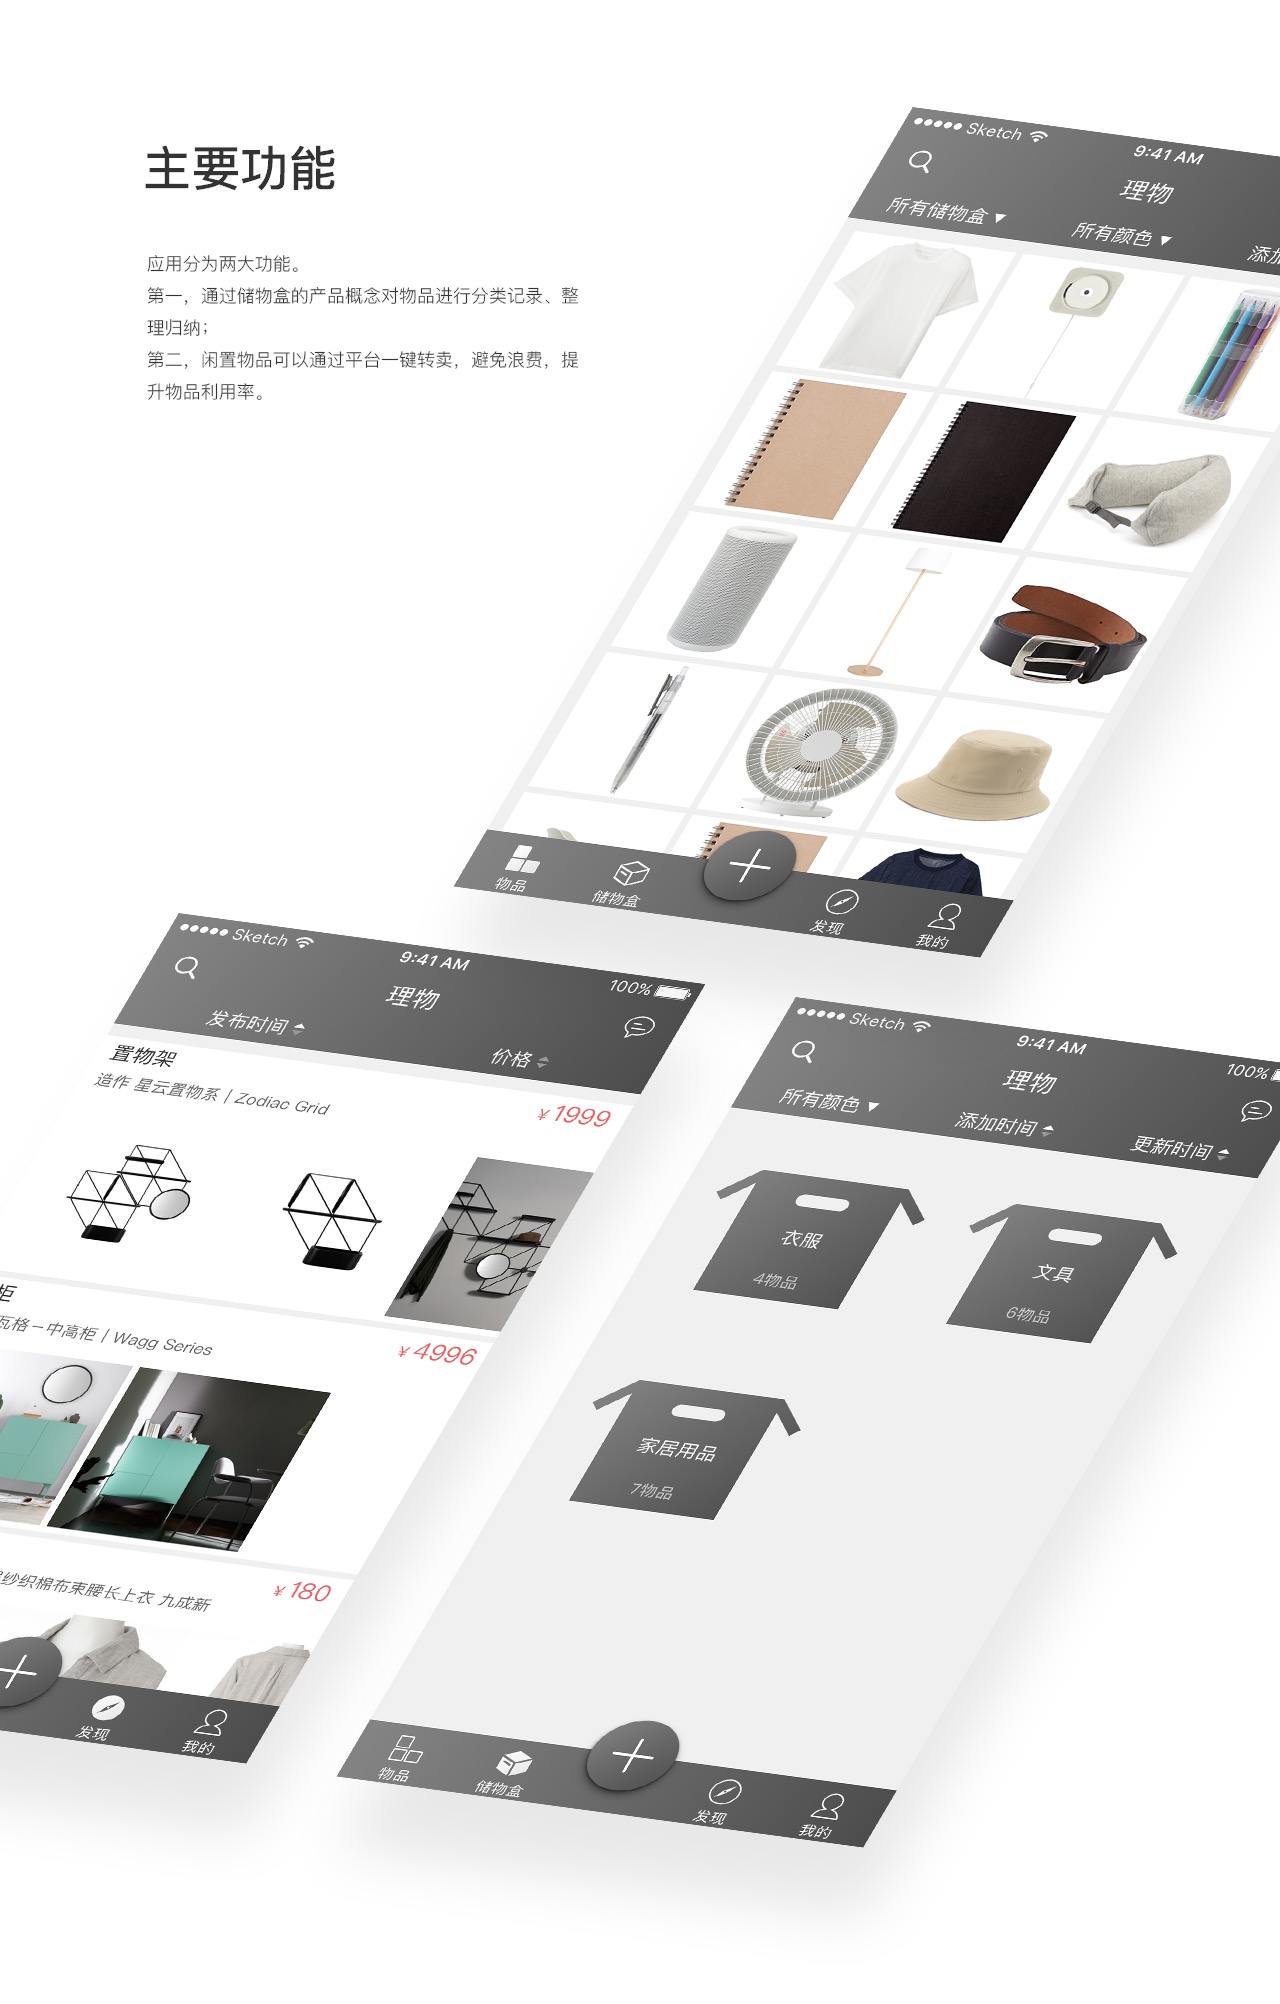 主要功能
应用分为两大功能。
第一，通过储物盒的产品概念对物品进行分类记录、整
理归纳；
第二，闲置物品可以通过平台一键转卖，避免浪费，提
升物品利用率。
Sketch 9:41 AM
理物
所有储物盒 所有颜色 添加
物品 储物盒 发现 我的
Sketch 9:41 AM 100%
理物
发布时间 价格
置物架
造作 星云置物系 | Zodiac Grid ¥ 1999
柜
瓦格－中高柜 | Wagg Series ¥ 4996
纱织棉布束腰长上衣 九成新 ¥ 180
发现 我的
Sketch 9:41 AM 100%
理物
所有颜色 添加时间 更新时间
衣服
4物品
文具
6物品
家居用品
7物品
物品 储物盒 发现 我的